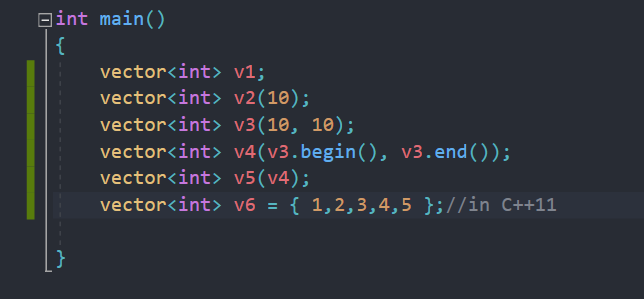 int main()
{
vector<int> v1;
vector<int> v2(10);
vector<int> v3(10, 10);
vector<int> v4(v3.begin(), v3.end());
vector<int> v5(v4);
vector<int> v6 = { 1,2,3,4,5 };//in C++11
}